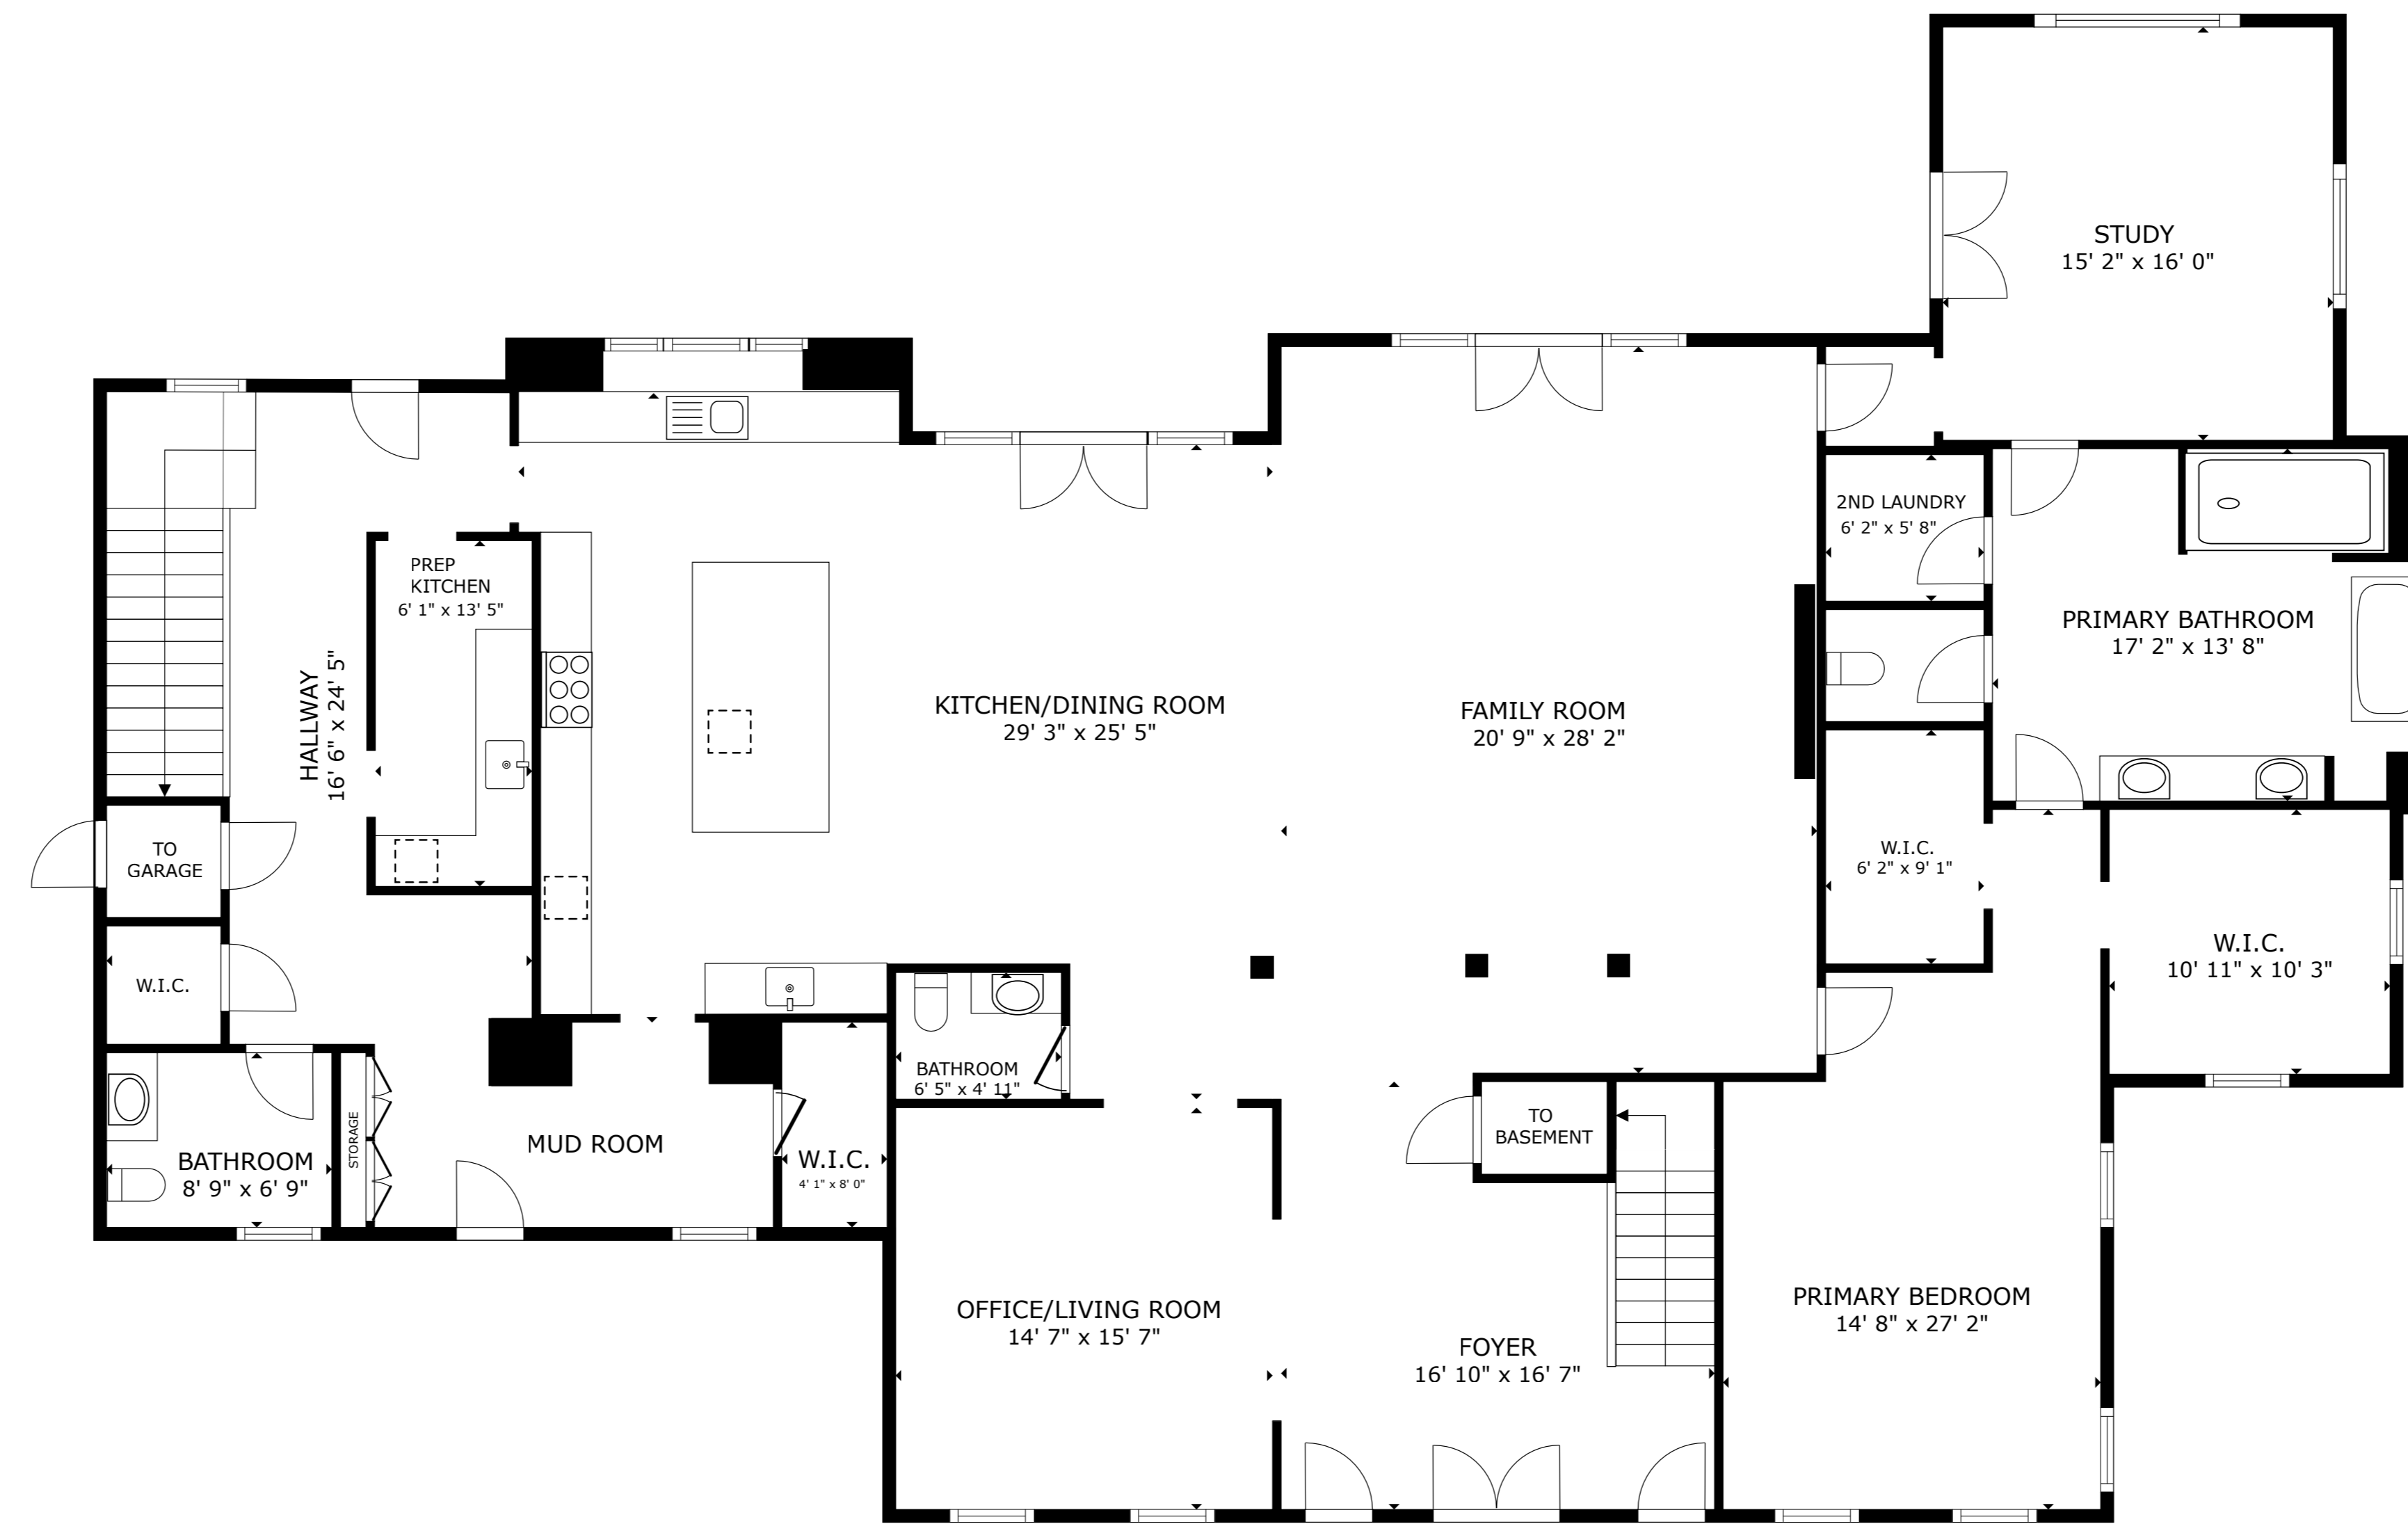 STUDY
15' 2" x 16' 0"
2ND LAUNDRY
6' 2" x 5' 8"
PREP
KITCHEN
6' 1" x 13' 5"
PRIMARY BATHROOM
17' 2" x 13' 8"
HALLWAY
16' 6" x 24' 5"
KITCHEN/DINING ROOM
29' 3" x 25' 5"
FAMILY ROOM
20' 9" x 28' 2"
TO
GARAGE
W.I.C.
6' 2" x 9' 1"
W.I.C.
10' 11" x 10' 3"
W.I.C.
BATHROOM
6' 5" x 4' 11"
TO
BASEMENT
STORAGE
MUD ROOM
BATHROOM
8' 9" x 6' 9"
W.I.C.
4' 1" x 8' 0"
OFFICE/LIVING ROOM
14' 7" x 15' 7"
FOYER
16' 10" x 16' 7"
PRIMARY BEDROOM
14' 8" x 27' 2"